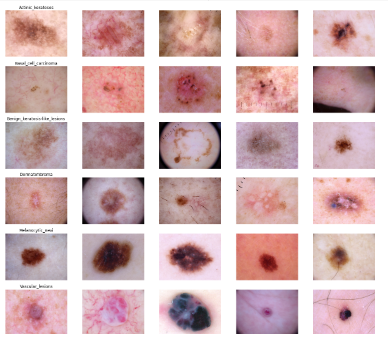 Actinic_keratoses
Basal_cell_carcinoma
Benign_keratosis-like_lesions
Dermatofibroma
Melanocytic_nevi
Vascular_lesions